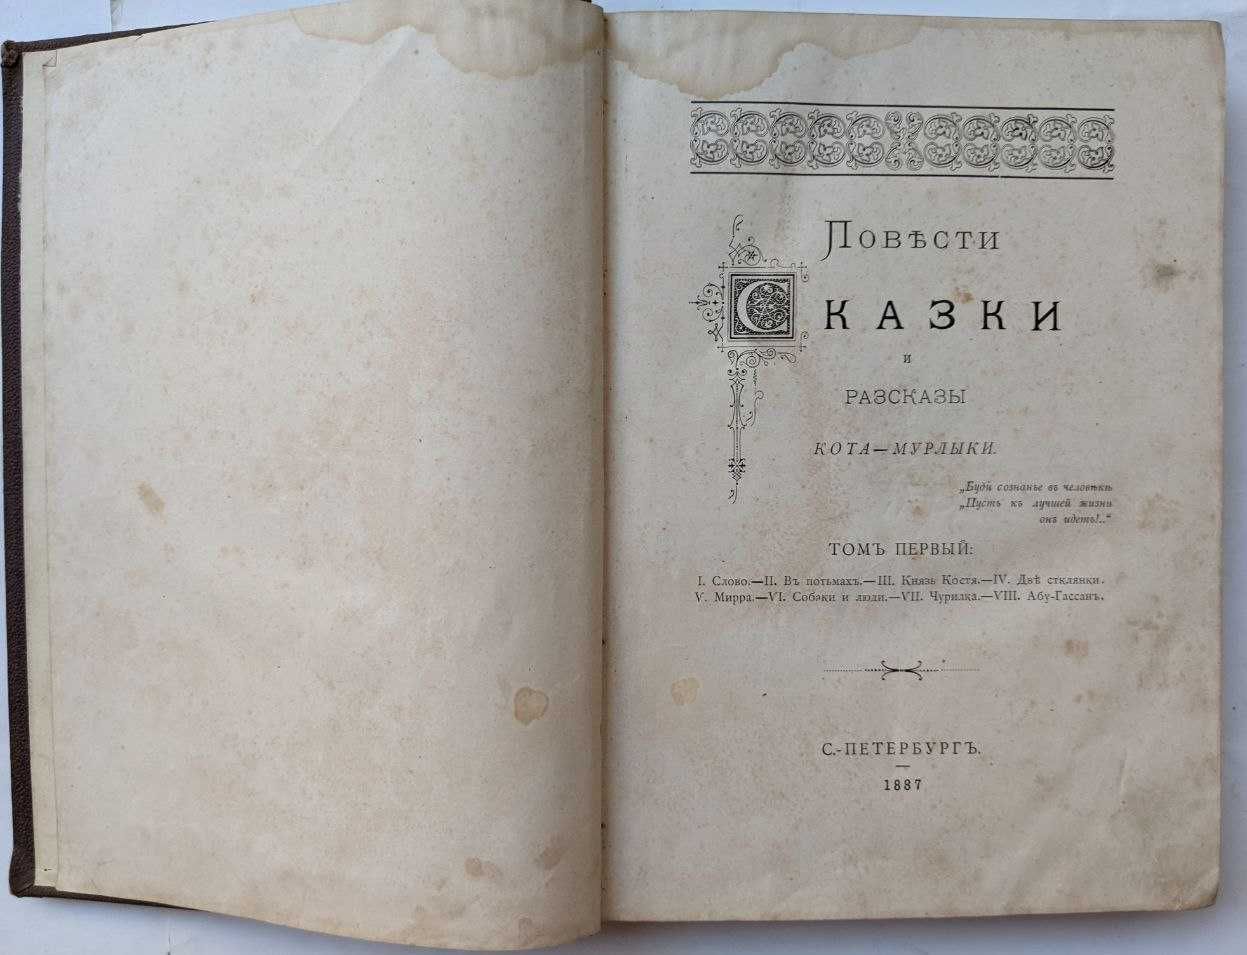 Повѣсти
Сказки
и
РАЗСКАЗЫ
КОТА—МУРЛЫКИ.
„Буди сознанье въ человѣкѣ
„Пусть къ лучшей жизни
онъ идетъ!..“
ТОМЪ ПЕРВЫЙ:
I. Слово.—II. Въ потьмахъ.—III. Князь Костя.—IV. Двѣ стклянки.
V. Мирра.—VI. Собаки и люди.—VII. Чурилка.—VIII. Абу-Гассанъ.
С.-ПЕТЕРБУРГЪ.
1887